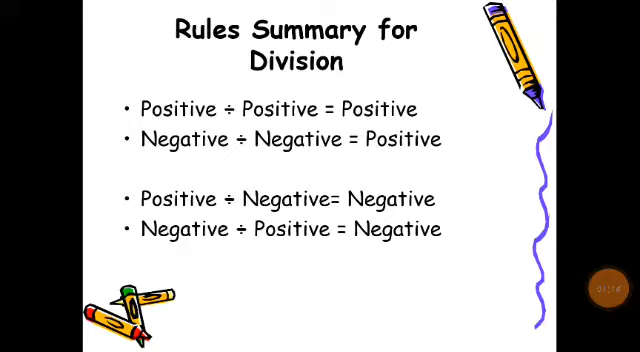 Rules Summary for
Division
• Positive ÷ Positive = Positive
• Negative ÷ Negative = Positive
• Positive ÷ Negative= Negative
• Negative ÷ Positive = Negative